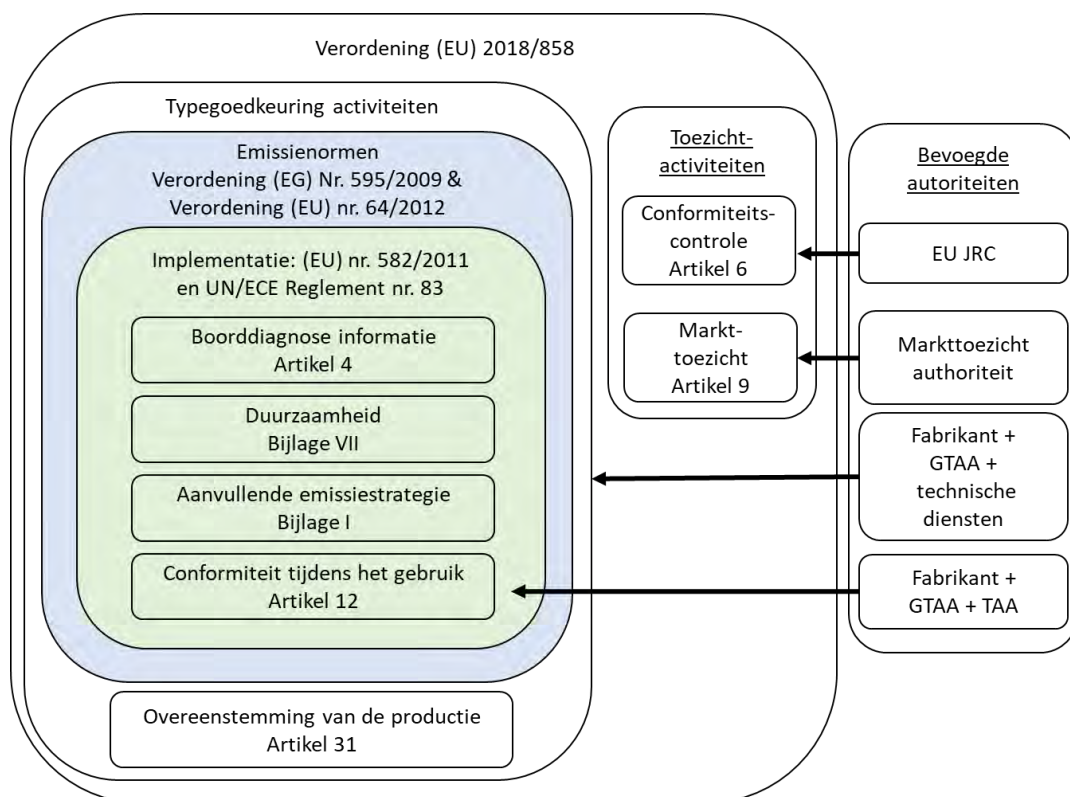 Verordening (EU) 2018/858
Typegoedkeuring activiteiten
Emissienormen
Verordening (EG) Nr. 595/2009 &
Verordening (EU) nr. 64/2012
Implementatie: (EU) nr. 582/2011
en UN/ECE Reglement nr. 83
Boorddiagnose informatie
Artikel 4
Duurzaamheid
Bijlage VII
Aanvullende emissiestrategie
Bijlage I
Conformiteit tijdens het gebruik
Artikel 12
Overeenstemming van de productie
Artikel 31
Toezicht-
activiteiten
Conformiteits-
controle
Artikel 6
Markt-
toezicht
Artikel 9
Bevoegde
autoriteiten
EU JRC
Markttoezicht
authoriteit
Fabrikant +
GTAA +
technische
diensten
Fabrikant +
GTAA + TAA